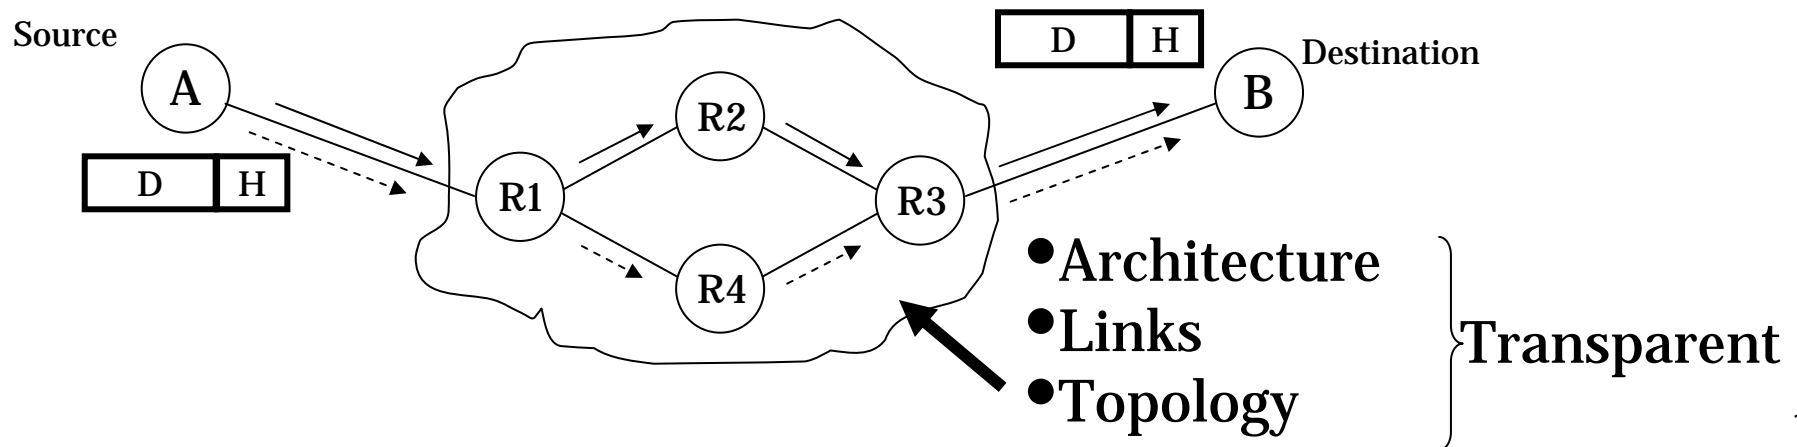 Source
D H
Destination
A
B
R2
D H
R1
R3
R4
•Architecture
•Links
•Topology
Transparent